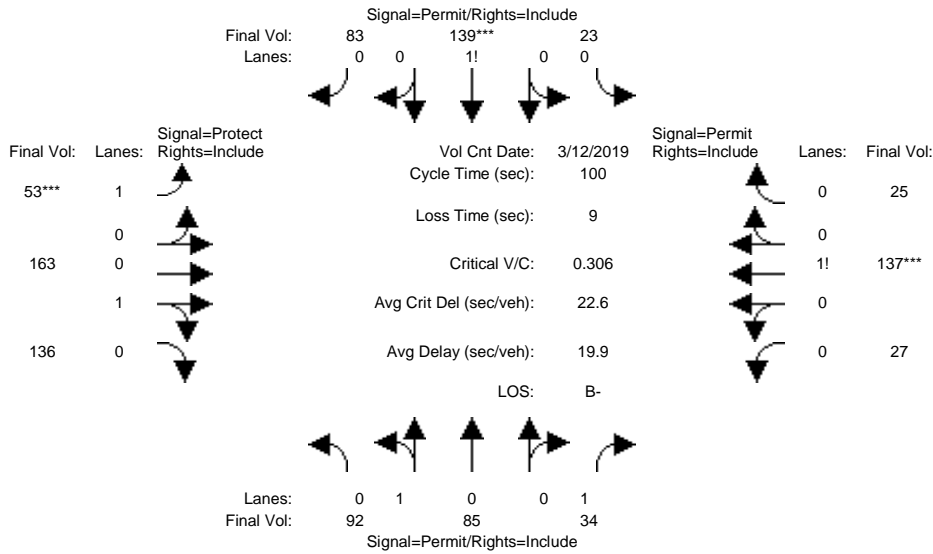 Signal=Permit/Rights=Include
Final Vol: 83 139*** 23
Lanes: 0 0 1! 0 0
Signal=Protect Signal=Permit
Final Vol: Lanes: Rights=Include Vol Cnt Date: 3/12/2019 Rights=Include Lanes: Final Vol:
Cycle Time (sec): 100
53*** 1 0 25
Loss Time (sec): 9
0 0
163 0 Critical V/C: 0.306 1! 137***
1 Avg Crit Del (sec/veh): 22.6 0
136 0 Avg Delay (sec/veh): 19.9 0 27
LOS: B-
Lanes: 0 1 0 0 1
Final Vol: 92 85 34
Signal=Permit/Rights=Include